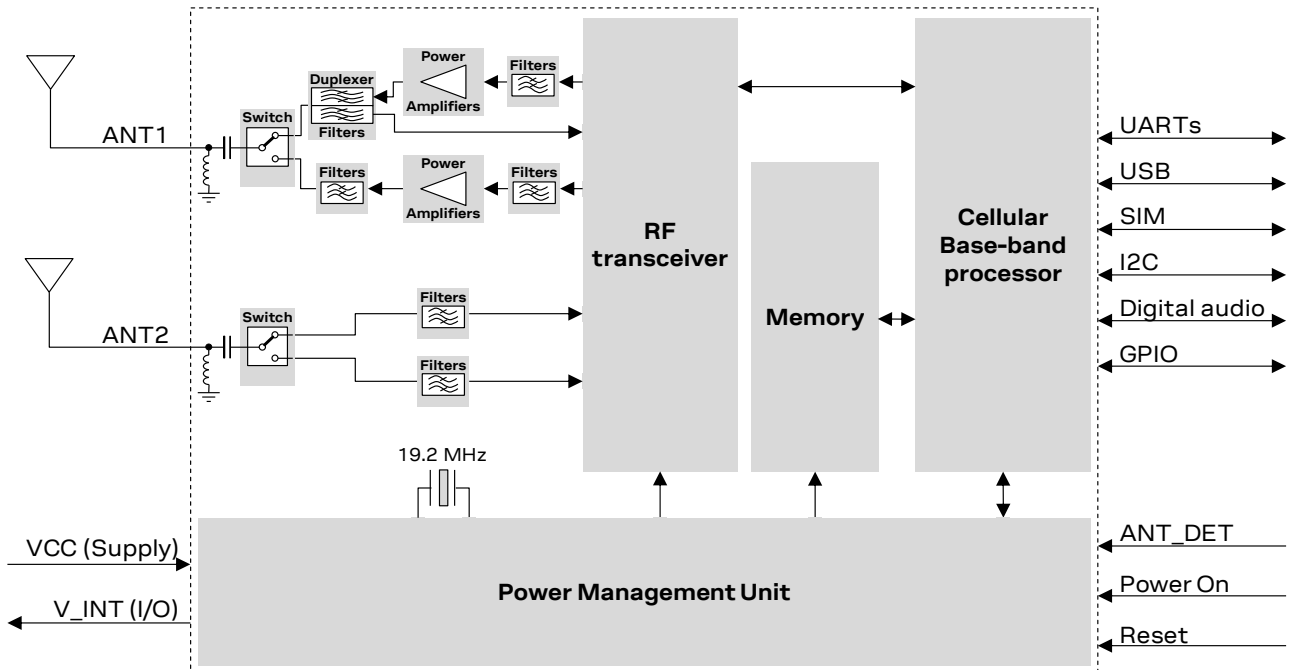 Power
Amplifiers
Filters
Duplexer
Filters
Switch
ANT1
Filters
Power
Amplifiers
Filters
RF
transceiver
Memory
Cellular
Base-band
processor
UARTs
USB
SIM
I2C
Digital audio
GPIO
Switch
ANT2
Filters
Filters
19.2 MHz
VCC (Supply)
V_INT (I/O)
Power Management Unit
ANT_DET
Power On
Reset